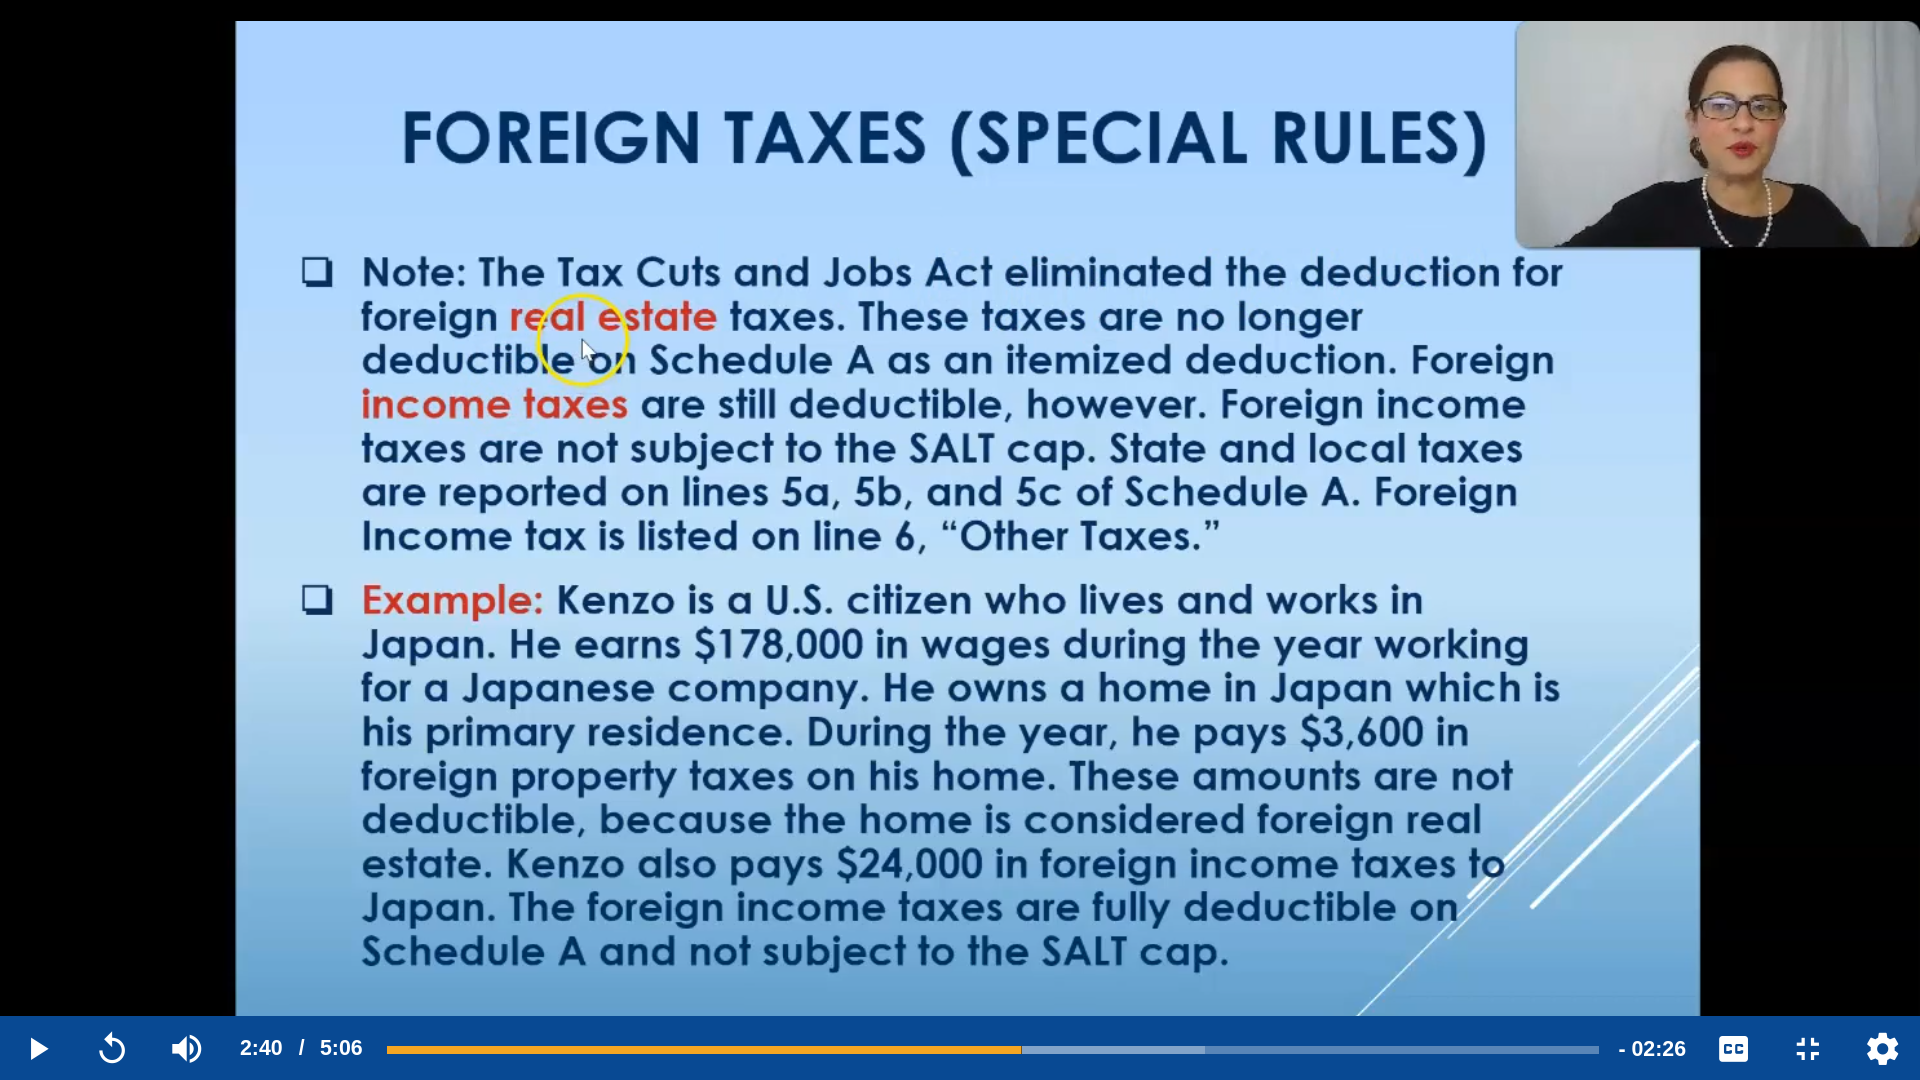 FOREIGN TAXES (SPECIAL RULES)
Note: The Tax Cuts and Jobs Act eliminated the deduction for
foreign real estate taxes. These taxes are no longer
deductible on Schedule A as an itemized deduction. Foreign
income taxes are still deductible, however. Foreign income
taxes are not subject to the SALT cap. State and local taxes
are reported on lines 5a, 5b, and 5c of Schedule A. Foreign
Income tax is listed on line 6, “Other Taxes.”
Example: Kenzo is a U.S. citizen who lives and works in
Japan. He earns $178,000 in wages during the year working
for a Japanese company. He owns a home in Japan which is
his primary residence. During the year, he pays $3,600 in
foreign property taxes on his home. These amounts are not
deductible, because the home is considered foreign real
estate. Kenzo also pays $24,000 in foreign income taxes to
Japan. The foreign income taxes are fully deductible on
Schedule A and not subject to the SALT cap.
2:40 / 5:06 - 02:26 CC